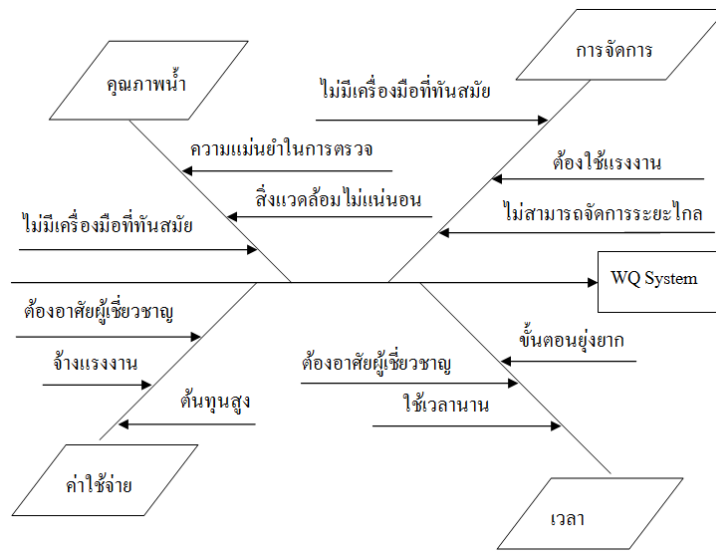 การจัดการ
คุณภาพน้ำ
ไม่มีเครื่องมือที่ทันสมัย
ความแม่นยำในการตรวจ
ต้องใช้แรงงาน
สิ่งแวดล้อมไม่แน่นอน
ไม่มีเครื่องมือที่ทันสมัย
ไม่สามารถจัดการระยะไกล
WQ System
ต้องอาศัยผู้เชี่ยวชาญ
ขั้นตอนยุ่งยาก
จ้างแรงงาน
ต้องอาศัยผู้เชี่ยวชาญ
ต้นทุนสูง
ใช้เวลานาน
ค่าใช้จ่าย
เวลา